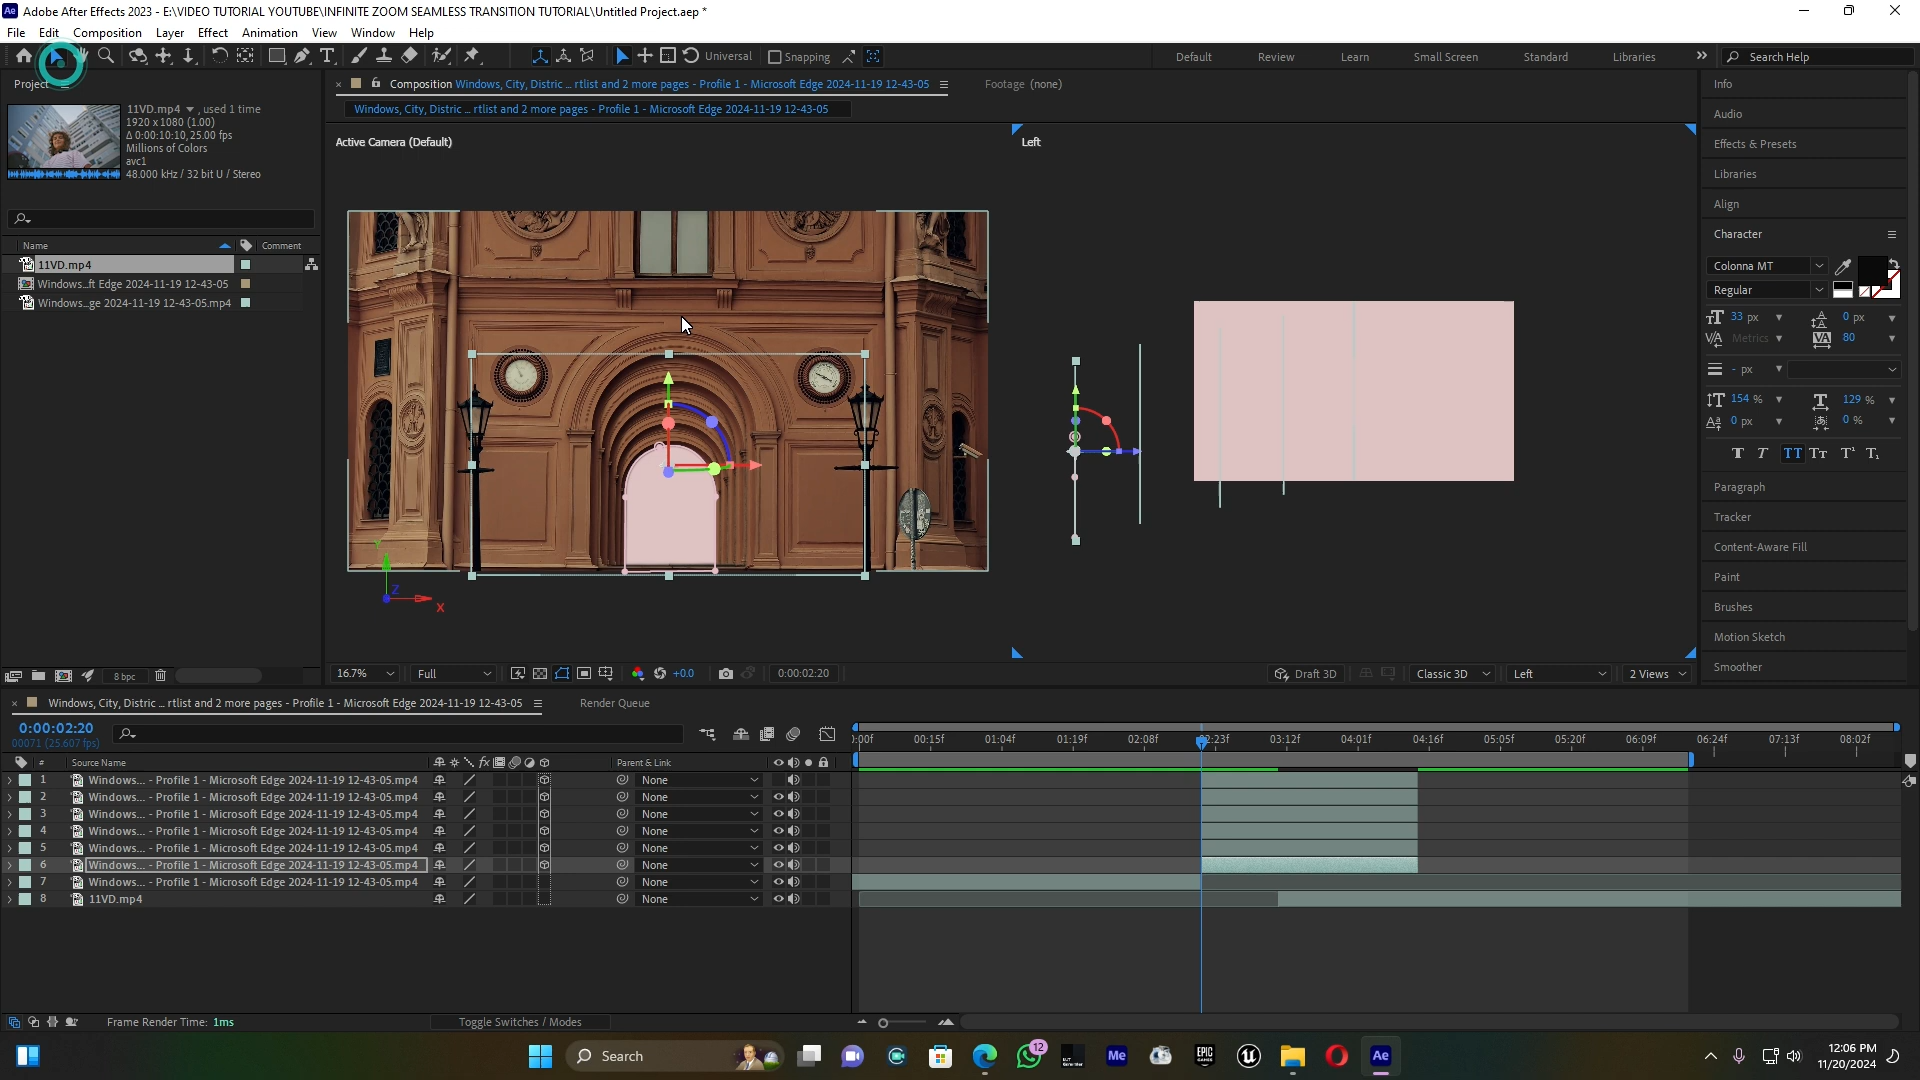 Adobe After Effects 2023 - E:\VIDEO TUTORIAL YOUTUBE\INFINITE ZOOM SEAMLESS TRANSITION TUTORIAL\Untitled Project.aep *
File Edit Composition Layer Effect Animation View Window Help
Universal Snapping Default Review Learn Small Screen Standard Libraries Search Help
Project
Composition Windows, City, Distric ... rtlist and 2 more pages - Profile 1 - Microsoft Edge 2024-11-19 12-43-05 Footage (none)
Windows, City, Distric ... rtlist and 2 more pages - Profile 1 - Microsoft Edge 2024-11-19 12-43-05
11VD.mp4 , used 1 time
1920 x 1080 (1.00)
Δ 0:00:10:10, 25.00 fps
Millions of Colors
avc1
48.000 kHz / 32 bit U / Stereo
Name Comment
11VD.mp4
Windows...ft Edge 2024-11-19 12-43-05
Windows...ge 2024-11-19 12-43-05.mp4
8 bpc
Active Camera (Default)
Left
Y
Z
X
16.7% Full +0.0 0:00:02:20 Draft 3D Classic 3D Left 2 Views
Info
Audio
Effects & Presets
Libraries
Align
Character
Colonna MT
Regular
33 px 0 px
Metrics 80
- px
154 % 129 %
0 px 0 %
T T TT Tr T¹ T₁
Paragraph
Tracker
Content-Aware Fill
Paint
Brushes
Motion Sketch
Smoother
Windows, City, Distric ... rtlist and 2 more pages - Profile 1 - Microsoft Edge 2024-11-19 12-43-05 Render Queue
0:00:02:20
00071 (25.607 fps)
):00f 00:15f 01:04f 01:19f 02:08f 02:23f 03:12f 04:01f 04:16f 05:05f 05:20f 06:09f 06:24f 07:13f 08:02f
# Source Name Parent & Link
1 Windows... - Profile 1 - Microsoft Edge 2024-11-19 12-43-05.mp4 None
2 Windows... - Profile 1 - Microsoft Edge 2024-11-19 12-43-05.mp4 None
3 Windows... - Profile 1 - Microsoft Edge 2024-11-19 12-43-05.mp4 None
4 Windows... - Profile 1 - Microsoft Edge 2024-11-19 12-43-05.mp4 None
5 Windows... - Profile 1 - Microsoft Edge 2024-11-19 12-43-05.mp4 None
6 Windows... - Profile 1 - Microsoft Edge 2024-11-19 12-43-05.mp4 None
7 Windows... - Profile 1 - Microsoft Edge 2024-11-19 12-43-05.mp4 None
8 11VD.mp4 None
Frame Render Time: 1ms Toggle Switches / Modes
Search 12 Me EPIC GAMES Ae 12:06 PM
11/20/2024